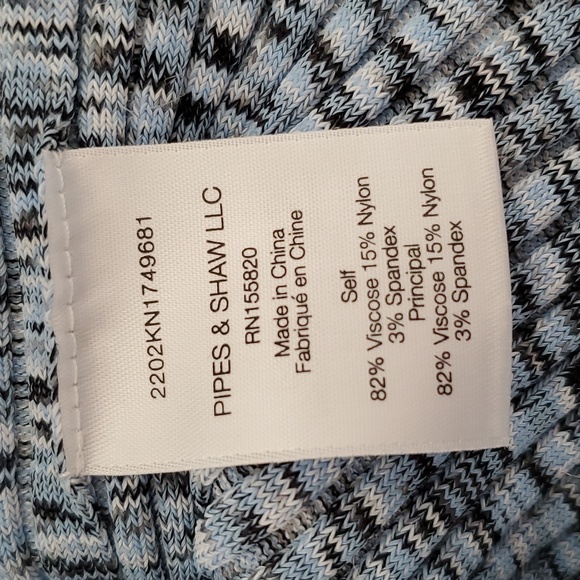 2202KN1749681
PIPES & SHAW LLC
RN155820
Made in China
Fabriqué en Chine
Self
82% Viscose 15% Nylon
3% Spandex
Principal
82% Viscose 15% Nylon
3% Spandex